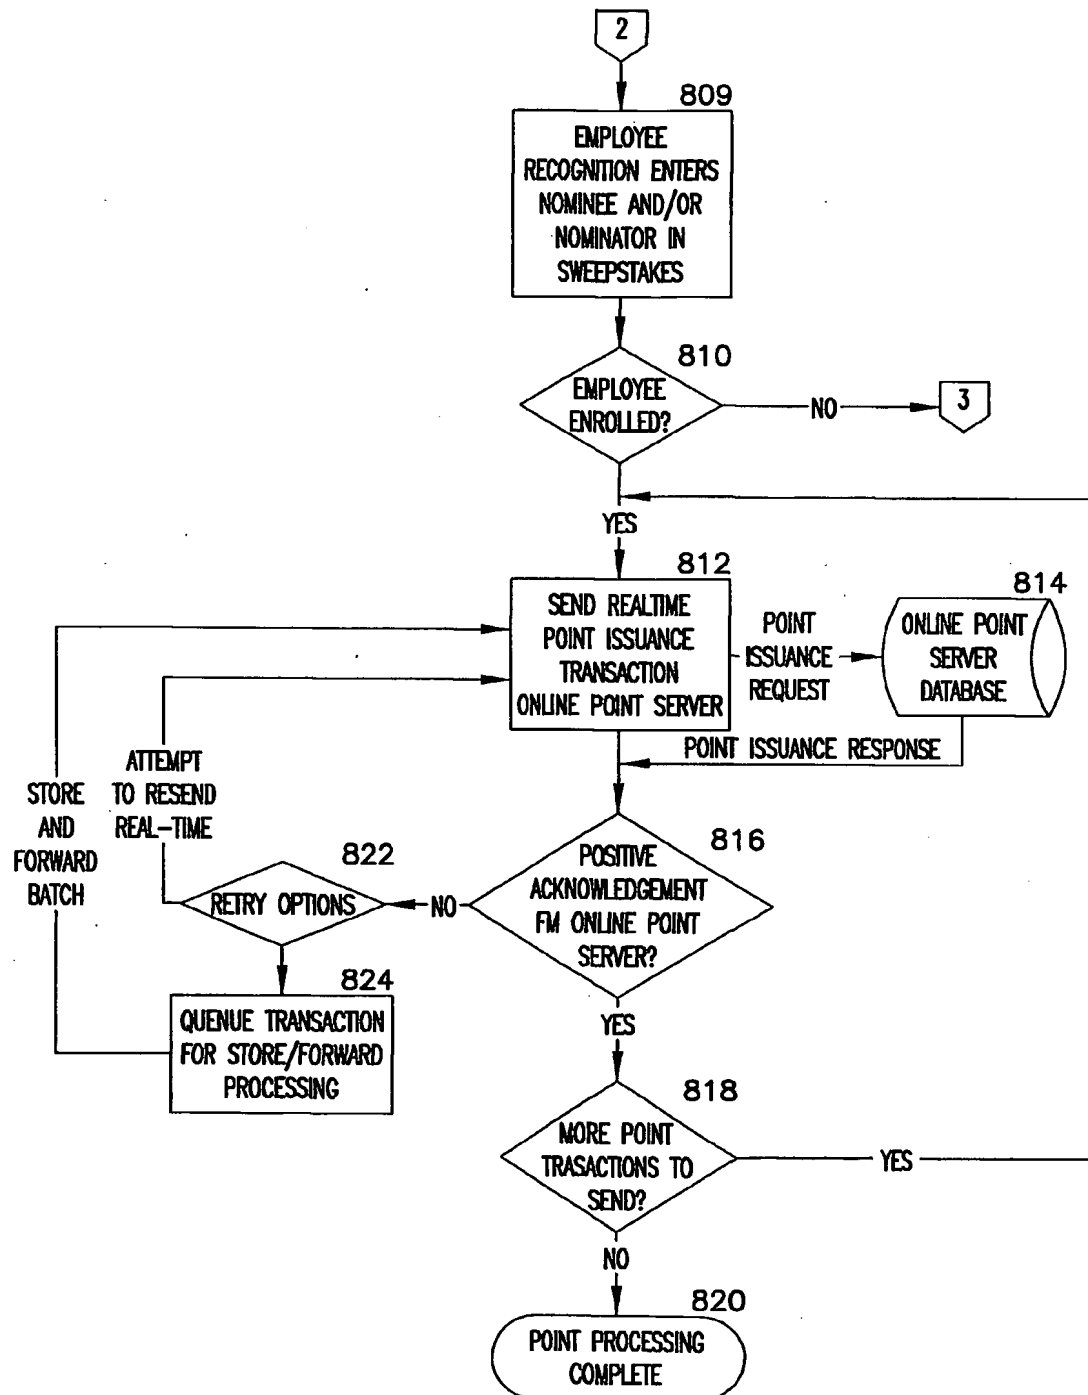 2
809
EMPLOYEE
RECOGNITION ENTERS
NOMINEE AND/OR
NOMINATOR IN
SWEEPSTAKES
810
EMPLOYEE
ENROLLED?
NO
3
YES
812
SEND REALTIME
POINT ISSUANCE
TRANSACTION
ONLINE POINT SERVER
POINT
ISSUANCE
REQUEST
814
ONLINE POINT
SERVER
DATABASE
POINT ISSUANCE RESPONSE
ATTEMPT
TO RESEND
REAL-TIME
STORE
AND
FORWARD
BATCH
816
POSITIVE
ACKNOWLEDGEMENT
FM ONLINE POINT
SERVER?
NO
822
RETRY OPTIONS
824
QUENUE TRANSACTION
FOR STORE/FORWARD
PROCESSING
YES
818
MORE POINT
TRASACTIONS TO
SEND?
YES
NO
820
POINT PROCESSING
COMPLETE